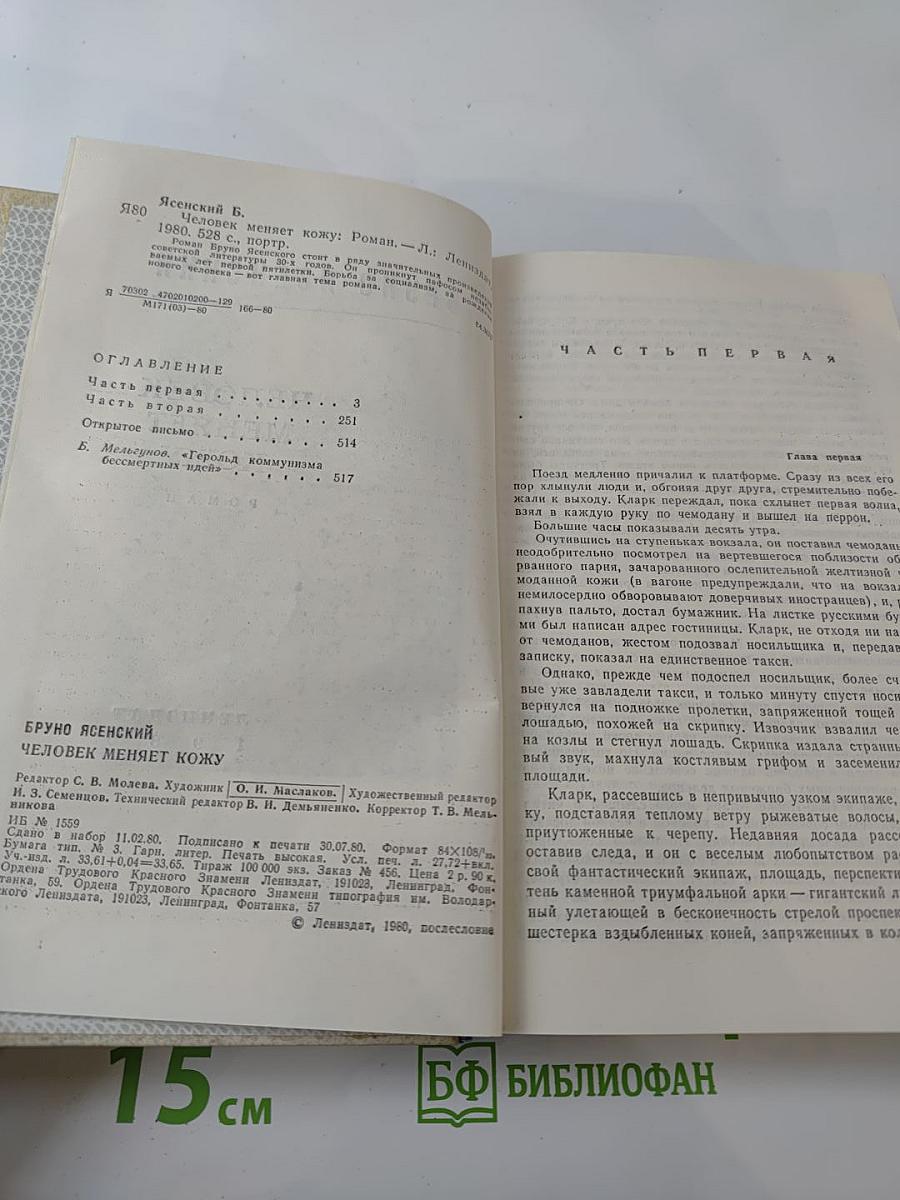 Ясенский Б.
Я80
Человек меняет кожу: Роман. — Л.: Лениздат,
1980. 528 с., портр.
Роман Бруно Ясенского стоит в ряду значительных произведений
советской литературы 30-х годов. Он проникнут пафосом
ваемых лет первой пятилетки. Борьба за социализм, за рождение
нового человека — вот главная тема романа.
Я 70302—4702010200—129 166—80
М171(03)—80
ОГЛАВЛЕНИЕ
Часть первая . . . . . . . . . . 3
Часть вторая . . . . . . . . 251
Открытое письмо . . . . . . . . 514
Б. Мельгунов. «Герольд коммунизма
бессмертных идей» . . . . . . 517
БРУНО ЯСЕНСКИЙ
ЧЕЛОВЕК МЕНЯЕТ КОЖУ
Редактор С. В. Молева. Художник О. И. Маслаков. Художественный редактор
И. З. Семенцов. Технический редактор В. И. Демьяненко. Корректор Т. В. Мель-
никова
ИБ № 1559
Сдано в набор 11.02.80. Подписано к печати 30.07.80. Формат 84×108/¹₃₂.
Бумага тип. № 3. Гарн. литер. Печать высокая. Усл. печ. л. 27,72+вкл.
Уч.-изд. л. 33,61+0,04=33,65. Тираж 100 000 экз. Заказ № 456. Цена 2 р. 90 к.
Ордена Трудового Красного Знамени Лениздат, 191023, Ленинград, Фон-
танка, 59. Ордена Трудового Красного Знамени типография им. Володар-
ского Лениздата, 191023, Ленинград, Фонтанка, 57
© Лениздат, 1980, послесловие
ЧАСТЬ ПЕРВАЯ
Глава первая
Поезд медленно причалил к платформе. Сразу из всех его
пор хлынули люди и, обгоняя друг друга, стремительно побе-
жали к выходу. Кларк переждал, пока схлынет первая волна,
взял в каждую руку по чемодану и вышел на перрон.
Большие часы показывали десять утра.
Очутившись на ступеньках вокзала, он поставил чемоданы
неодобрительно посмотрел на вертевшегося поблизости об
рванного парня, зачарованного ослепительной желтизной ч
моданной кожи (в вагоне предупреждали, что на вокзал
немилосердно обворовывают доверчивых иностранцев), и, р
пахнув пальто, достал бумажник. На листке русскими бу
ми был написан адрес гостиницы. Кларк, не отходя ни на
от чемоданов, жестом подозвал носильщика и, передав
записку, показал на единственное такси.
Однако, прежде чем подоспел носильщик, более сч
вые уже завладели такси, и только минуту спустя носи
вернулся на подножке пролетки, запряженной тощей
лошадью, похожей на скрипку. Извозчик взвалил че
на козлы и стегнул лошадь. Скрипка издала странны
вый звук, махнула костлявым грифом и засеменил
площади.
Кларк, рассевшись в непривычно узком экипаже,
ку, подставляя теплому ветру рыжеватые волосы,
приутюженные к черепу. Недавняя досада рассе
оставив следа, и он с веселым любопытством ра
свой фантастический экипаж, площадь, перспекти
тень каменной триумфальной арки — гигантский л
ный улетающей в бесконечность стрелой проспек
шестерка вздыбленных коней, запряженных в кол
15 см
БФ БИБЛИОФАН